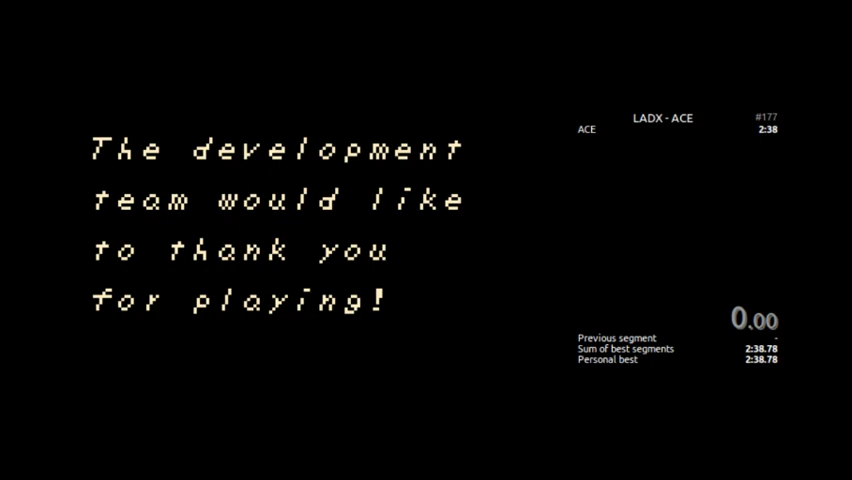 The development
team would like
to thank you
for playing!
LADX - ACE #177
ACE 2:38
0.00
Previous segment -
Sum of best segments 2:38.78
Personal best 2:38.78